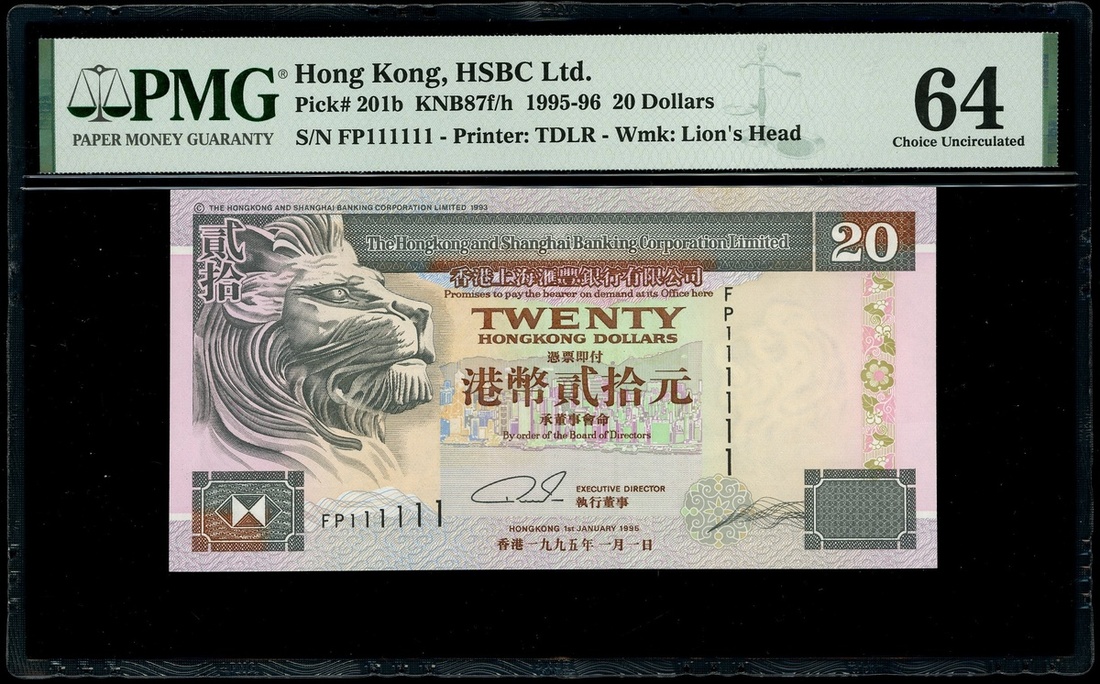 PMG®
PAPER MONEY GUARANTY
Hong Kong, HSBC Ltd.
Pick# 201b KNB87f/h 1995-96 20 Dollars
S/N FP111111 - Printer: TDLR - Wmk: Lion's Head
64
Choice Uncirculated
© THE HONGKONG AND SHANGHAI BANKING CORPORATION LIMITED 1993
貳拾
The Hongkong and Shanghai Banking Corporation Limited
20
香港上海滙豐銀行有限公司
Promises to pay the bearer on demand at its Office here
TWENTY
HONGKONG DOLLARS
憑票即付
港幣貳拾元
承董事會命
By order of the Board of Directors
FP111111
EXECUTIVE DIRECTOR
執行董事
FP111111
HONGKONG 1st JANUARY 1995
香港一九九五年一月一日